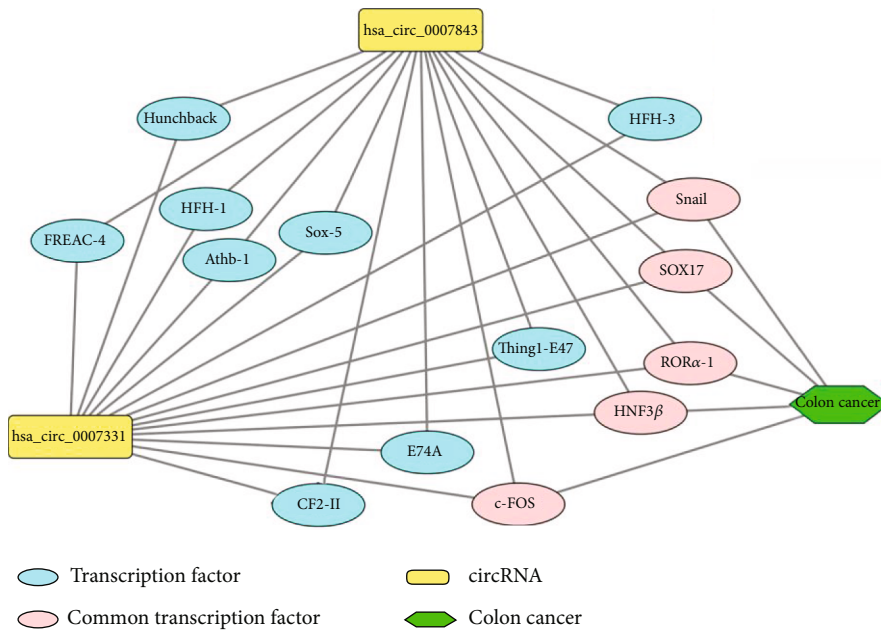 hsa_circ_0007843
Hunchback
HFH-3
HFH-1
Snail
FREAC-4
Sox-5
Athb-1
SOX17
Thing1-E47
RORα-1
Colon cancer
HNF3β
hsa_circ_0007331
E74A
CF2-II
c-FOS
Transcription factor
circRNA
Common transcription factor
Colon cancer